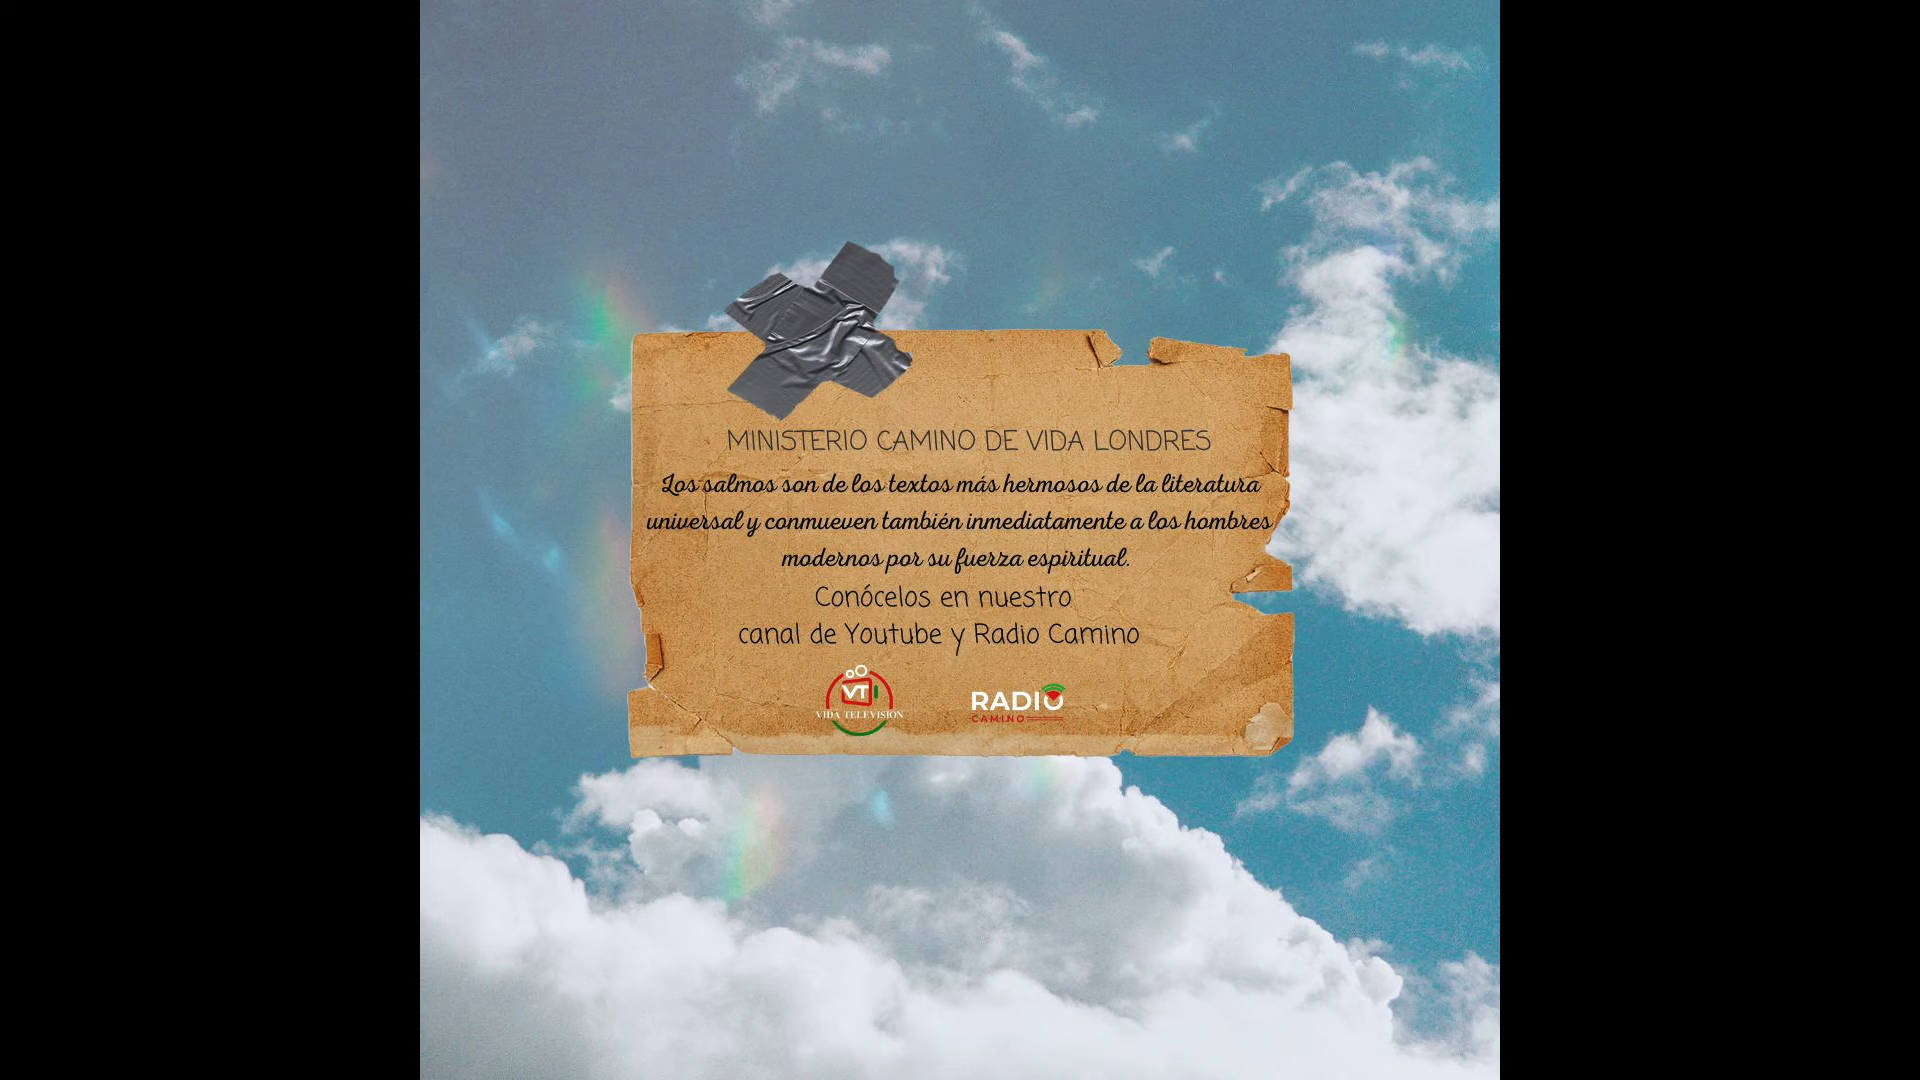 MINISTERIO CAMINO DE VIDA LONDRES
Los salmos son de los textos más hermosos de la literatura
universal y conmueven también inmediatamente a los hombres
modernos por su fuerza espiritual.
Conócelos en nuestro
canal de Youtube y Radio Camino
VT
VIDA TELEVISION
RADIO
CAMINO